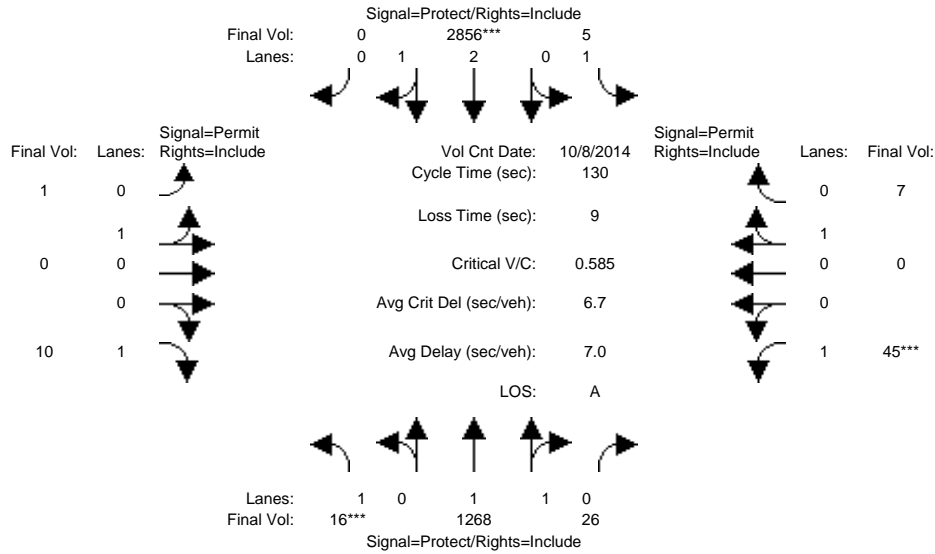 Signal=Protect/Rights=Include
Final Vol: 0 2856*** 5
Lanes: 0 1 2 0 1
Signal=Permit Signal=Permit
Final Vol: Lanes: Rights=Include Vol Cnt Date: 10/8/2014 Rights=Include Lanes: Final Vol:
Cycle Time (sec): 130
1 0 0 7
Loss Time (sec): 9
1 1
0 0 Critical V/C: 0.585 0 0
0 Avg Crit Del (sec/veh): 6.7 0
10 1 Avg Delay (sec/veh): 7.0 1 45***
LOS: A
Lanes: 1 0 1 1 0
Final Vol: 16*** 1268 26
Signal=Protect/Rights=Include